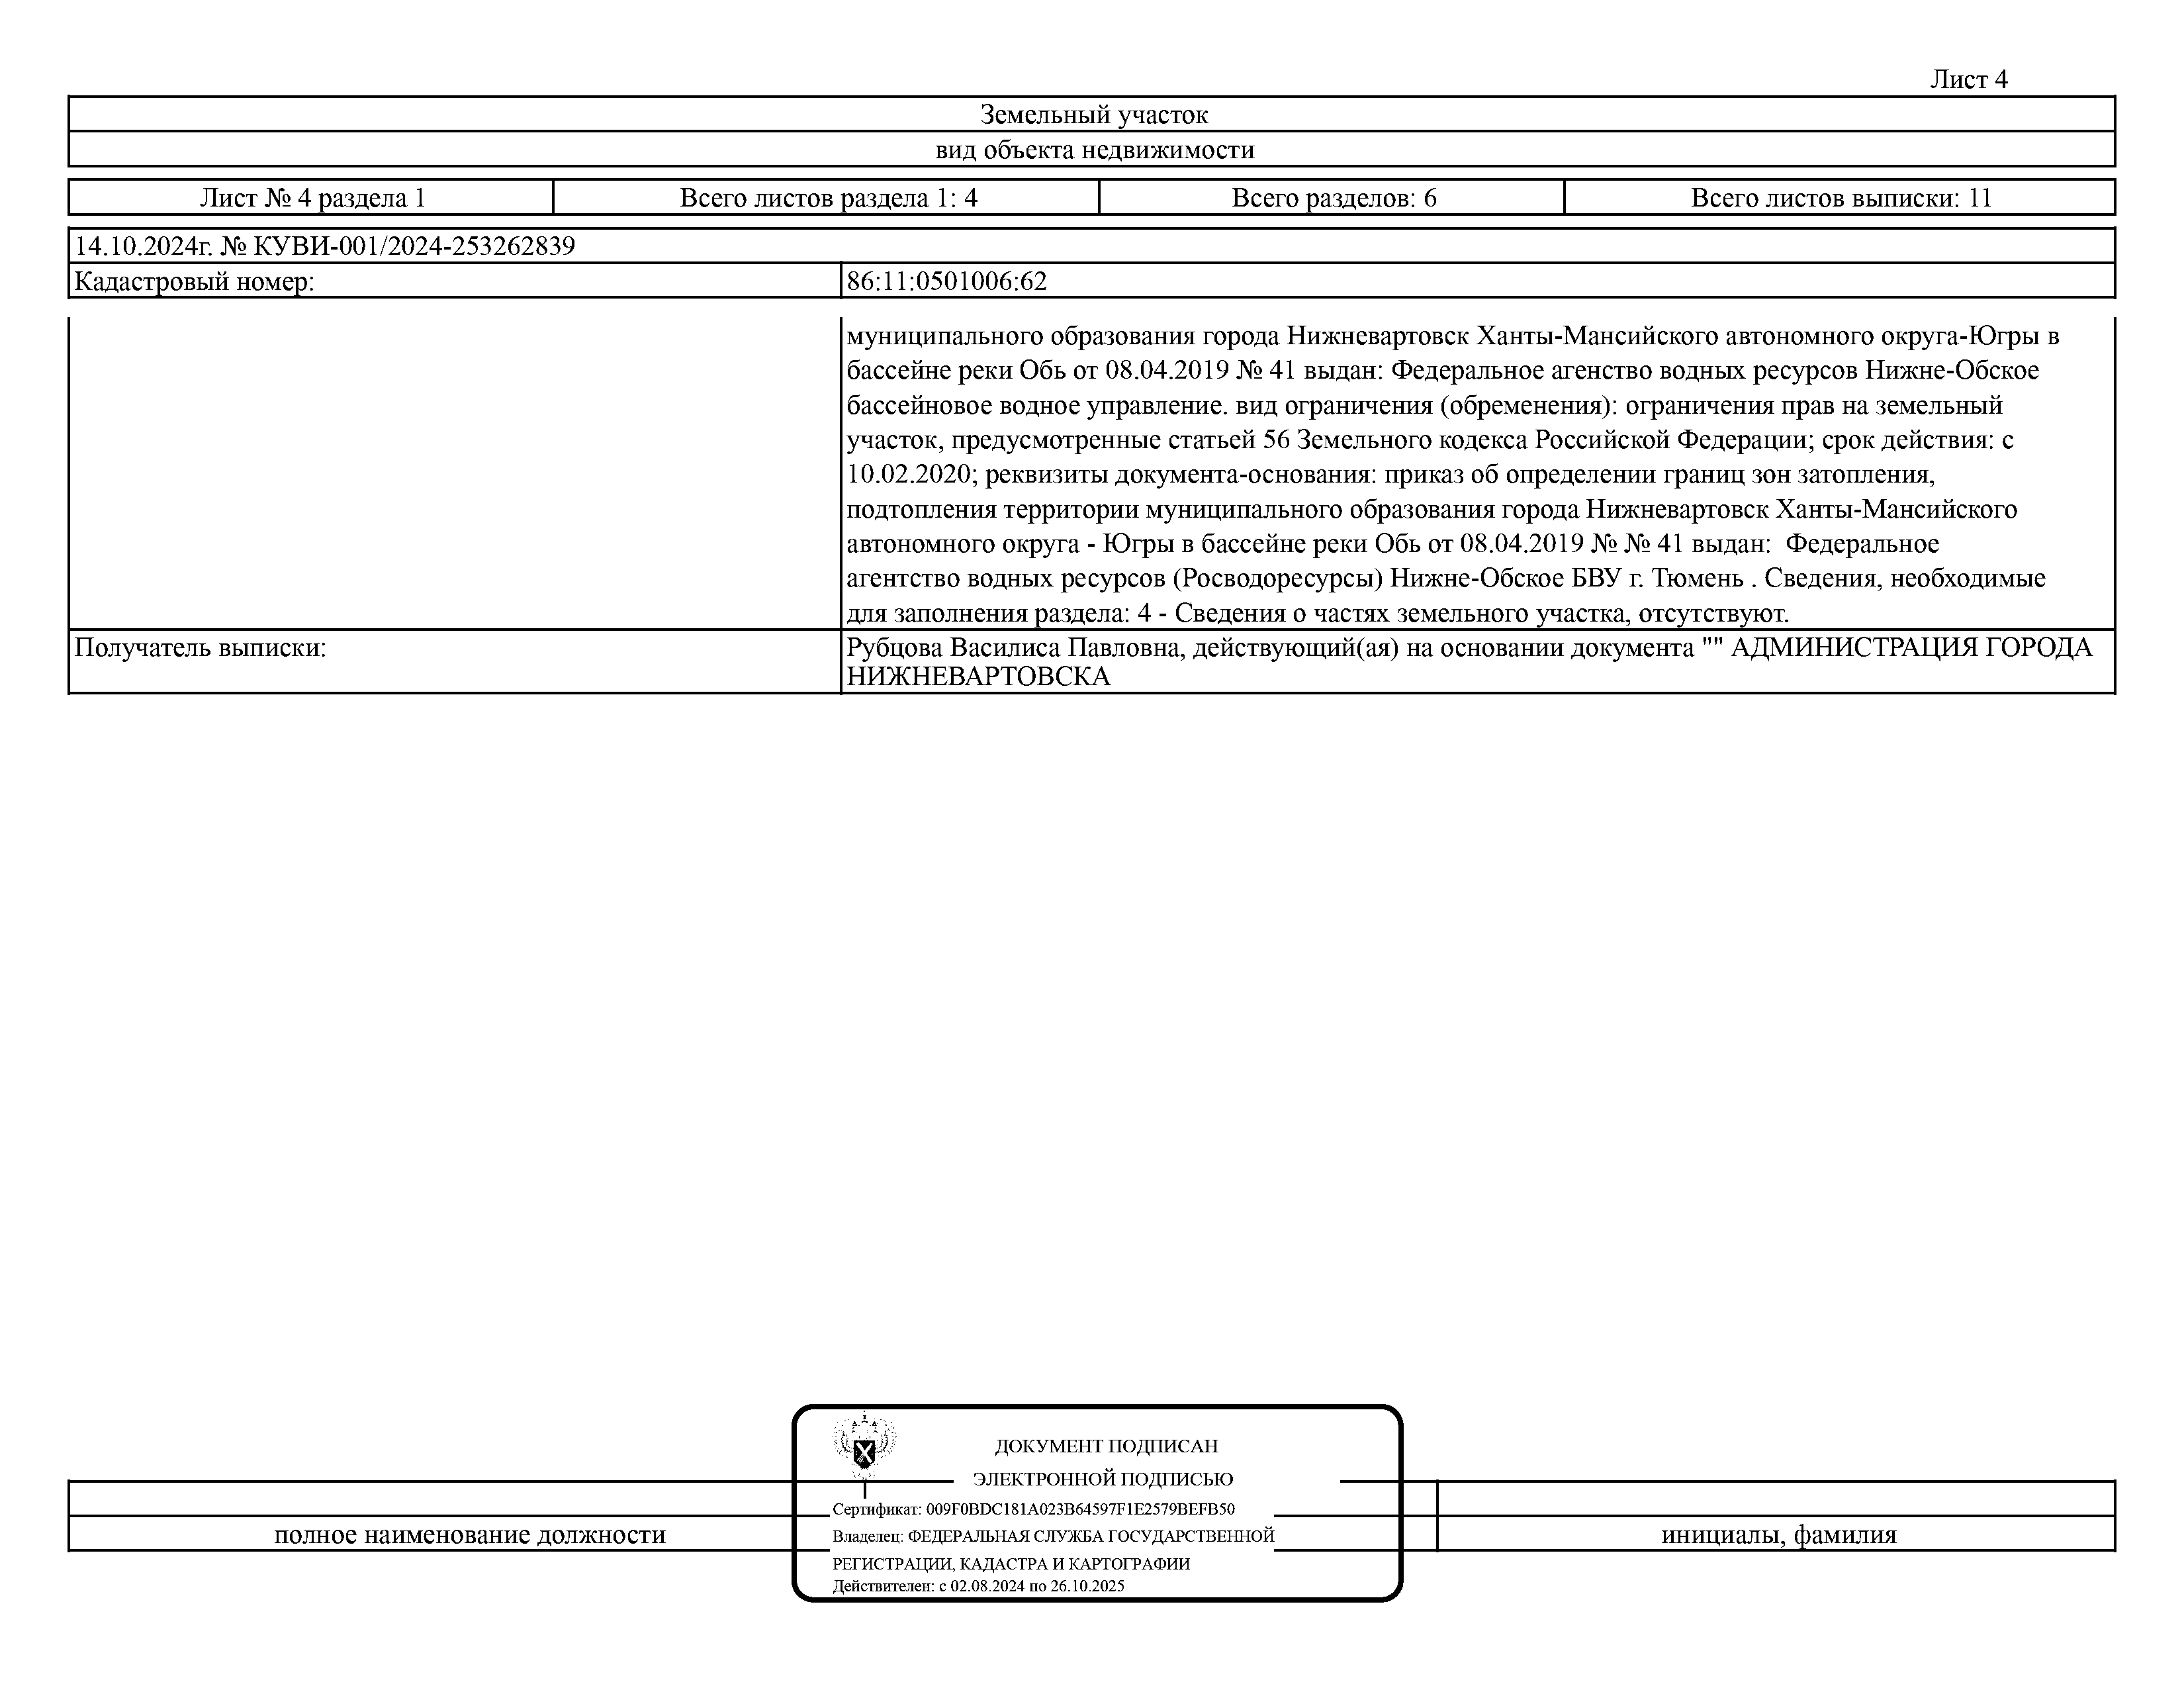 Лист 4
Земельный участок
вид объекта недвижимости
Лист № 4 раздела 1
Всего листов раздела 1: 4
Всего разделов: 6
Всего листов выписки: 11
14.10.2024г. № КУВИ-001/2024-253262839
Кадастровый номер:
86:11:0501006:62
муниципального образования города Нижневартовск Ханты-Мансийского автономного округа-Югры в
бассейне реки Обь от 08.04.2019 № 41 выдан: Федеральное агенство водных ресурсов Нижне-Обское
бассейновое водное управление. вид ограничения (обременения): ограничения прав на земельный
участок, предусмотренные статьей 56 Земельного кодекса Российской Федерации; срок действия: с
10.02.2020; реквизиты документа-основания: приказ об определении границ зон затопления,
подтопления территории муниципального образования города Нижневартовск Ханты-Мансийского
автономного округа - Югры в бассейне реки Обь от 08.04.2019 № № 41 выдан:  Федеральное
агентство водных ресурсов (Росводоресурсы) Нижне-Обское БВУ г. Тюмень . Сведения, необходимые
для заполнения раздела: 4 - Сведения о частях земельного участка, отсутствуют.
Получатель выписки:
Рубцова Василиса Павловна, действующий(ая) на основании документа "" АДМИНИСТРАЦИЯ ГОРОДА
НИЖНЕВАРТОВСКА
ДОКУМЕНТ ПОДПИСАН
ЭЛЕКТРОННОЙ ПОДПИСЬЮ
Сертификат: 009F0BDC181A023B64597F1E2579BEFB50
Владелец: ФЕДЕРАЛЬНАЯ СЛУЖБА ГОСУДАРСТВЕННОЙ
РЕГИСТРАЦИИ, КАДАСТРА И КАРТОГРАФИИ
Действителен: с 02.08.2024 по 26.10.2025
полное наименование должности
инициалы, фамилия